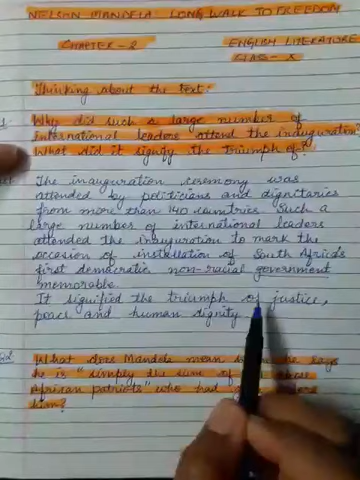 NELSON MANDELA LONG WALK TO FREEDOM
CHAPTER-2 ENGLISH LITERATURE
CLASS-X
Thinking about the text:
Why did such a large number of
international leaders attend the inauguration?
What did it signify the triumph of?
The inauguration ceremony was
attended by politicians and dignitaries
from more than 140 countries. Such a
large number of international leaders
attended the inauguration to mark the
occasion of installation of South Africa's
first democratic non-racial government
memorable.
It signified the triumph of justice,
peace and human dignity.
What does Mandela mean says
he is "simply the sum of all those
African patriots" who had
him?